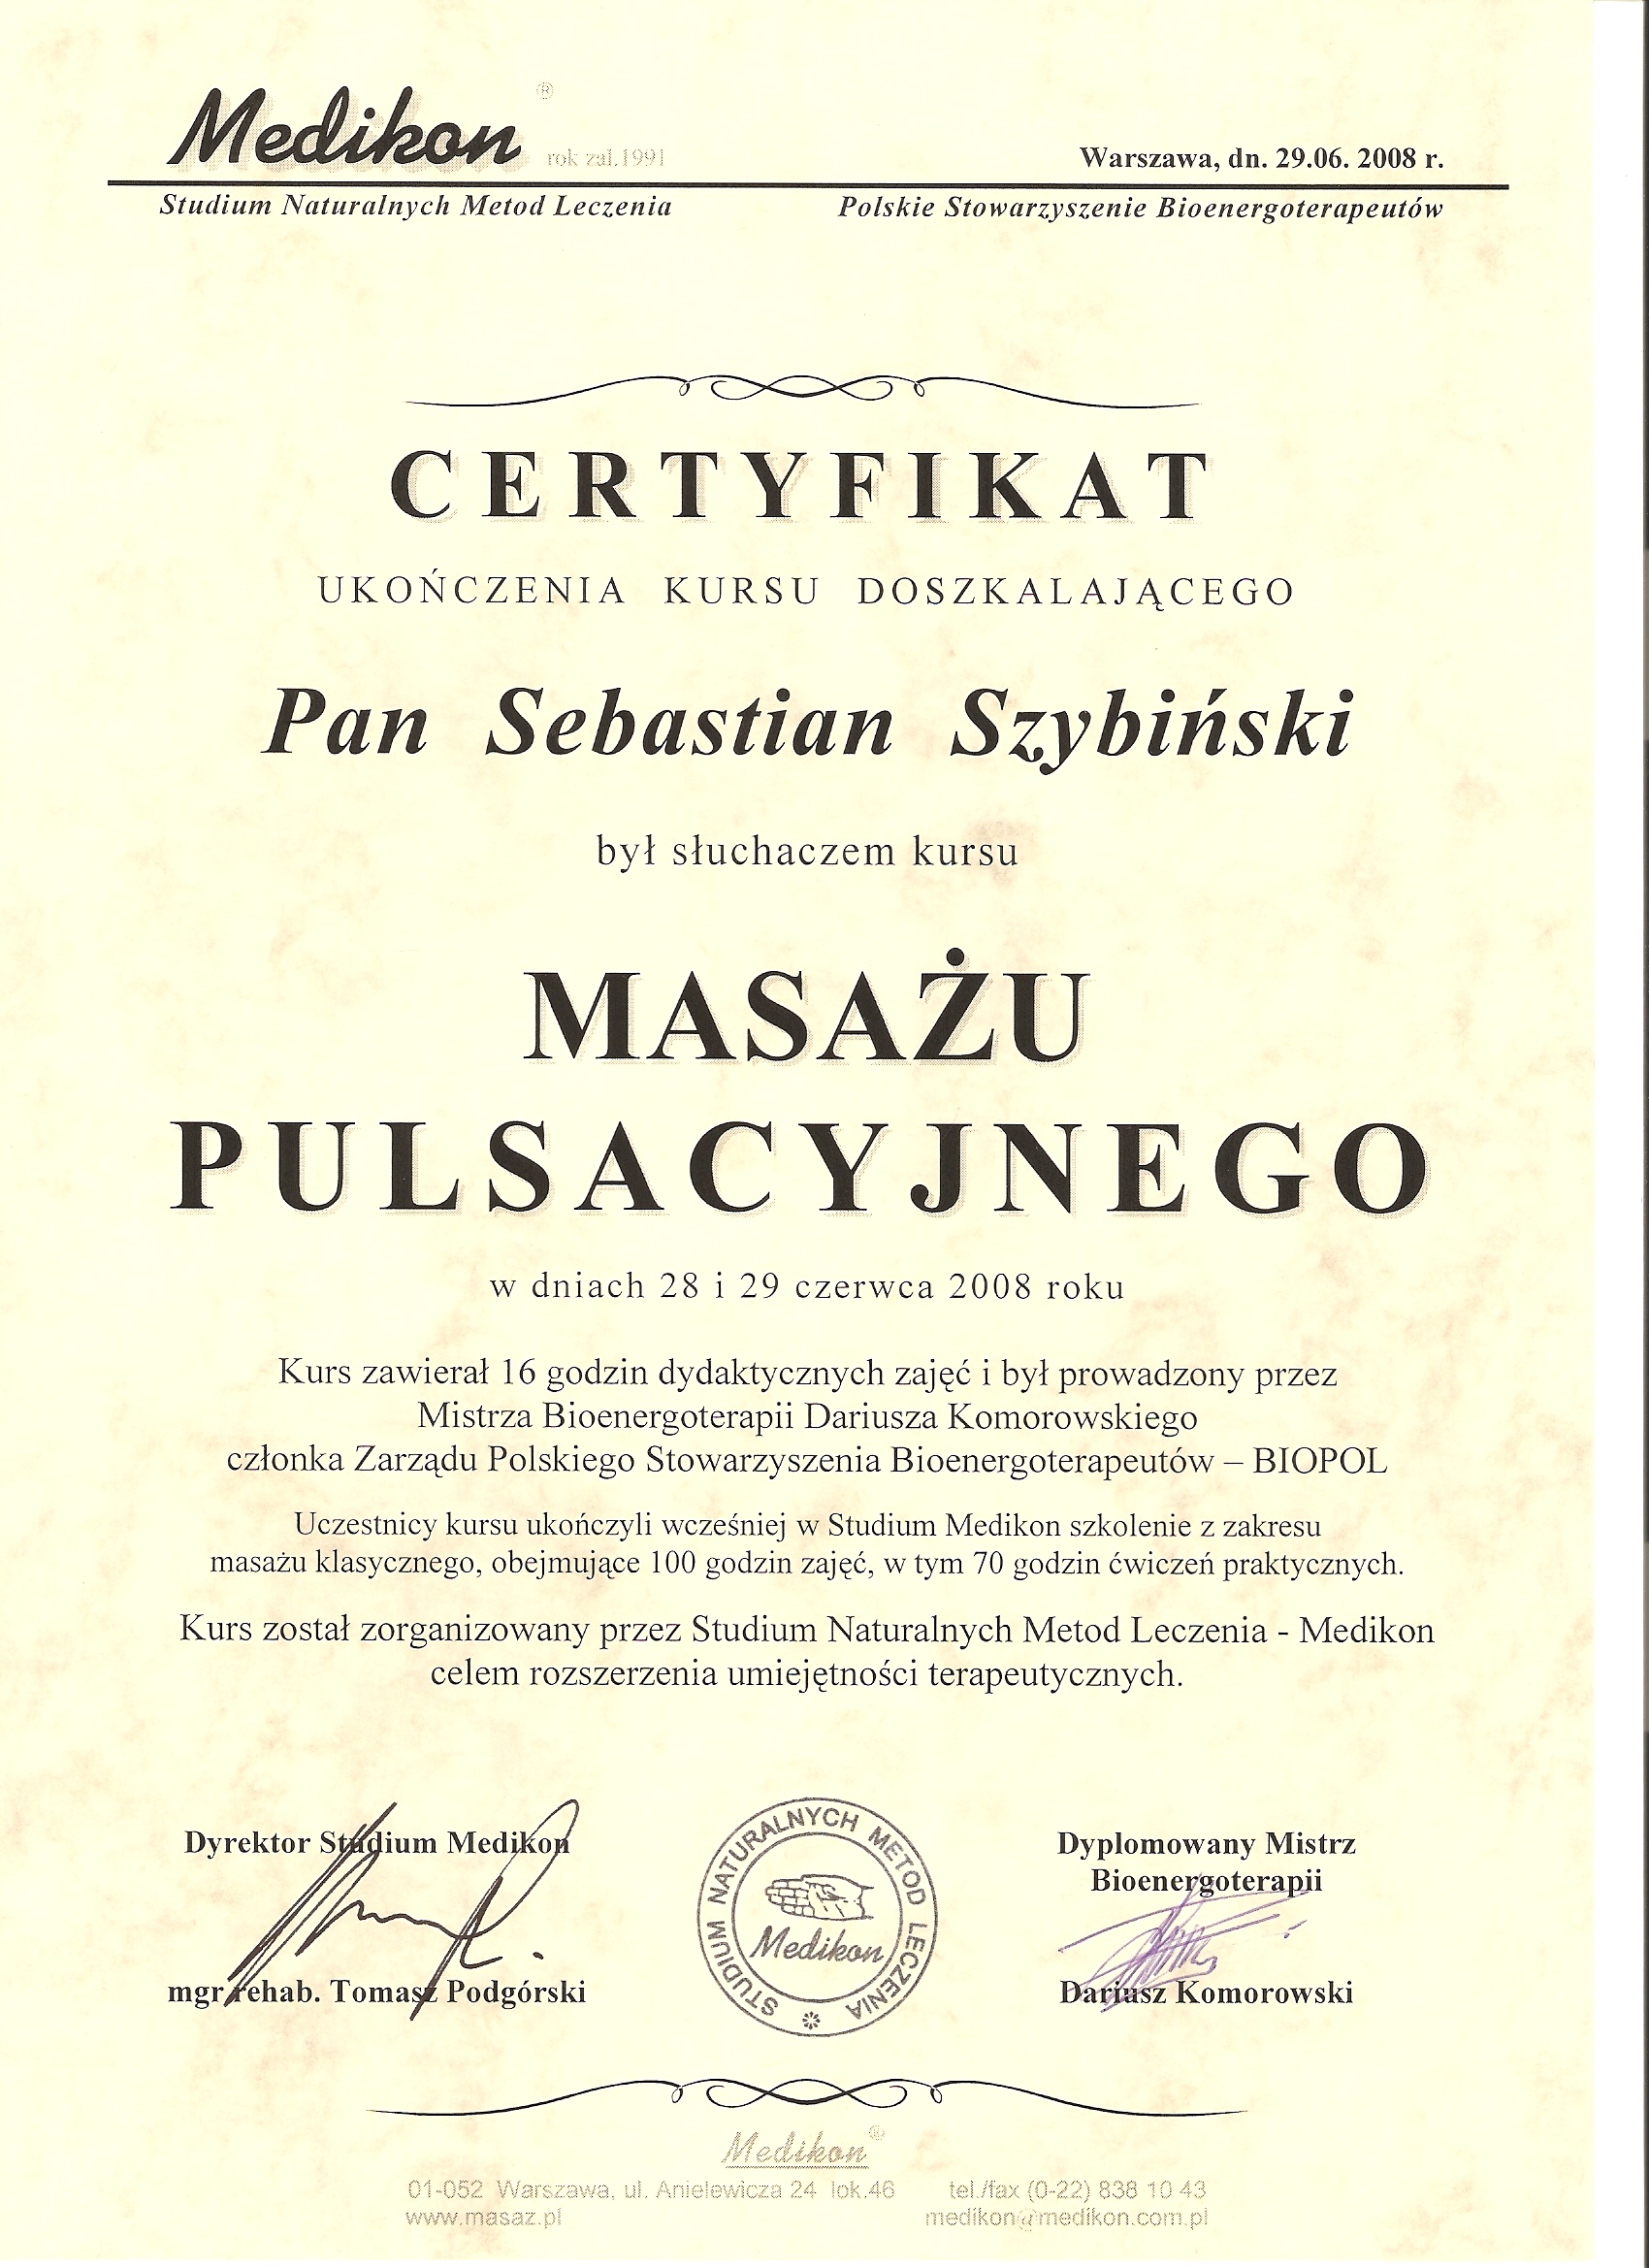 Medikon ®
rok zał.1991
Warszawa, dn. 29.06. 2008 r.
Studium Naturalnych Metod Leczenia
Polskie Stowarzyszenie Bioenergoterapeutów
CERTYFIKAT
UKOŃCZENIA KURSU DOSZKALAJĄCEGO
Pan Sebastian Szybiński
był słuchaczem kursu
MASAŻU
PULSACYJNEGO
w dniach 28 i 29 czerwca 2008 roku
Kurs zawierał 16 godzin dydaktycznych zajęć i był prowadzony przez
Mistrza Bioenergoterapii Dariusza Komorowskiego
członka Zarządu Polskiego Stowarzyszenia Bioenergoterapeutów – BIOPOL
Uczestnicy kursu ukończyli wcześniej w Studium Medikon szkolenie z zakresu
masażu klasycznego, obejmujące 100 godzin zajęć, w tym 70 godzin ćwiczeń praktycznych.
Kurs został zorganizowany przez Studium Naturalnych Metod Leczenia - Medikon
celem rozszerzenia umiejętności terapeutycznych.
Dyrektor Studium Medikon
mgr rehab. Tomasz Podgórski
STUDIUM NATURALNYCH METOD LECZENIA
Medikon
Dyplomowany Mistrz
Bioenergoterapii
Dariusz Komorowski
Medikon ®
01-052 Warszawa, ul. Anielewicza 24 lok.46 tel./fax (0-22) 838 10 43
www.masaz.pl medikon@medikon.com.pl